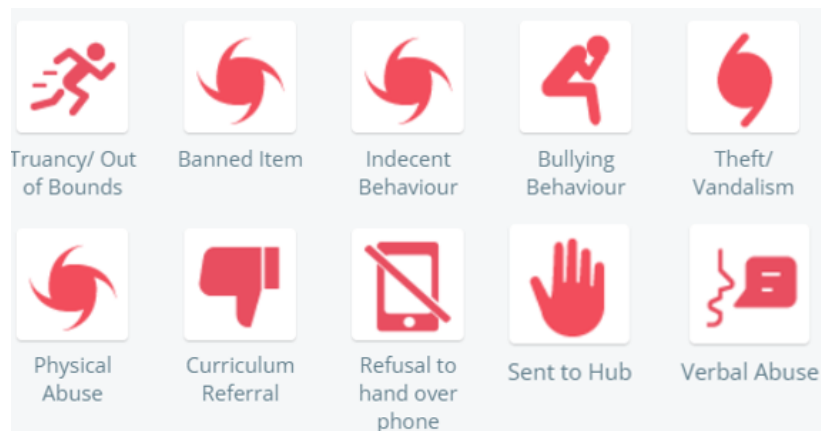 Truancy/ Out
of Bounds
Banned Item
Indecent
Behaviour
Bullying
Behaviour
Theft/
Vandalism
Physical
Abuse
Curriculum
Referral
Refusal to
hand over
phone
Sent to Hub
Verbal Abuse